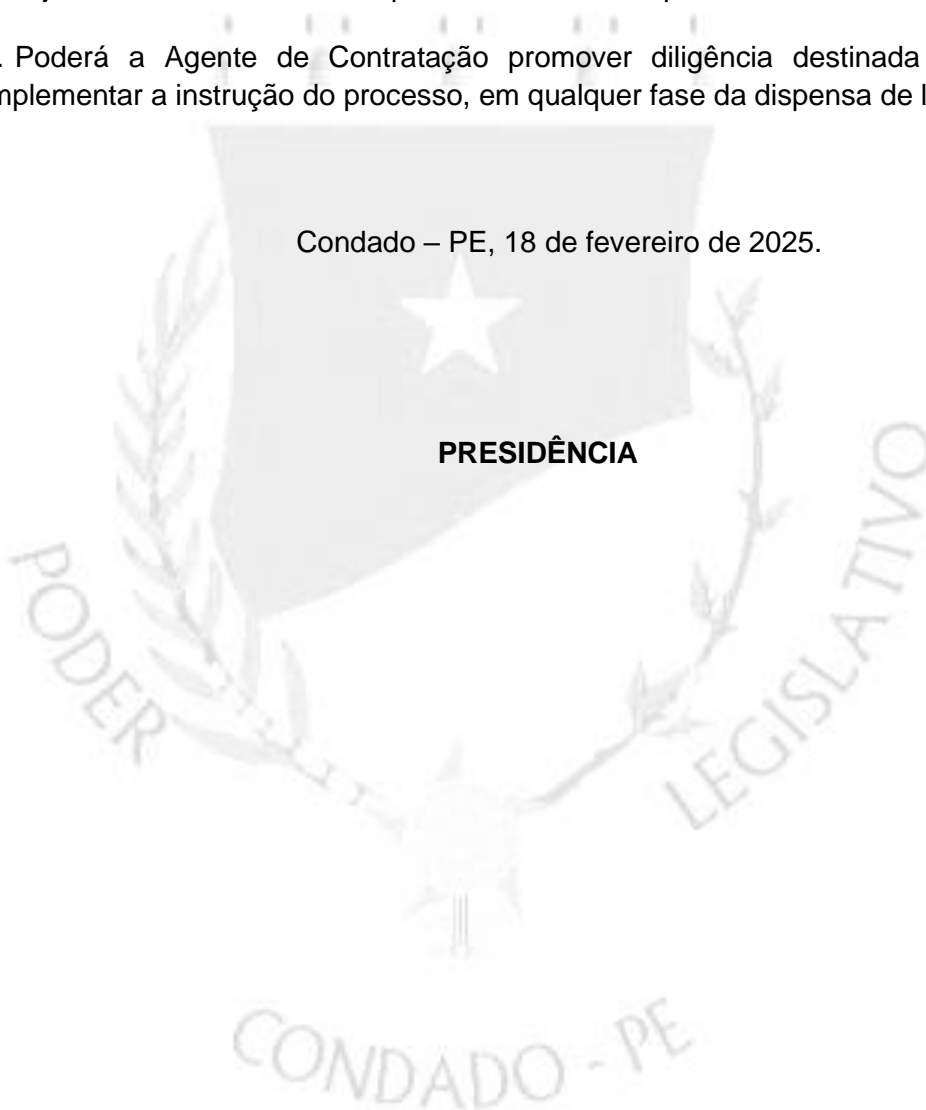 . Poderá a Agente de Contratação promover diligência destinada
mplementar a instrução do processo, em qualquer fase da dispensa de l
Condado – PE, 18 de fevereiro de 2025.
PRESIDÊNCIA
PODER
LEGISLATIVO
CONDADO - PE